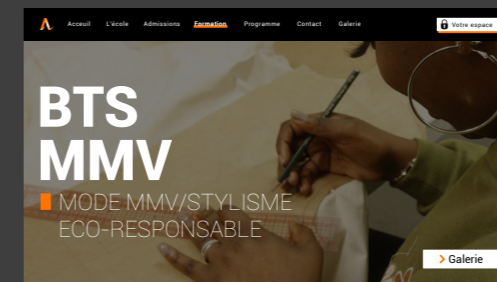 Acceuil L'école Admissions Formation Programme Contact Galerie Votre espace
BTS
MMV
MODE MMV/STYLISME
ECO-RESPONSABLE
> Galerie